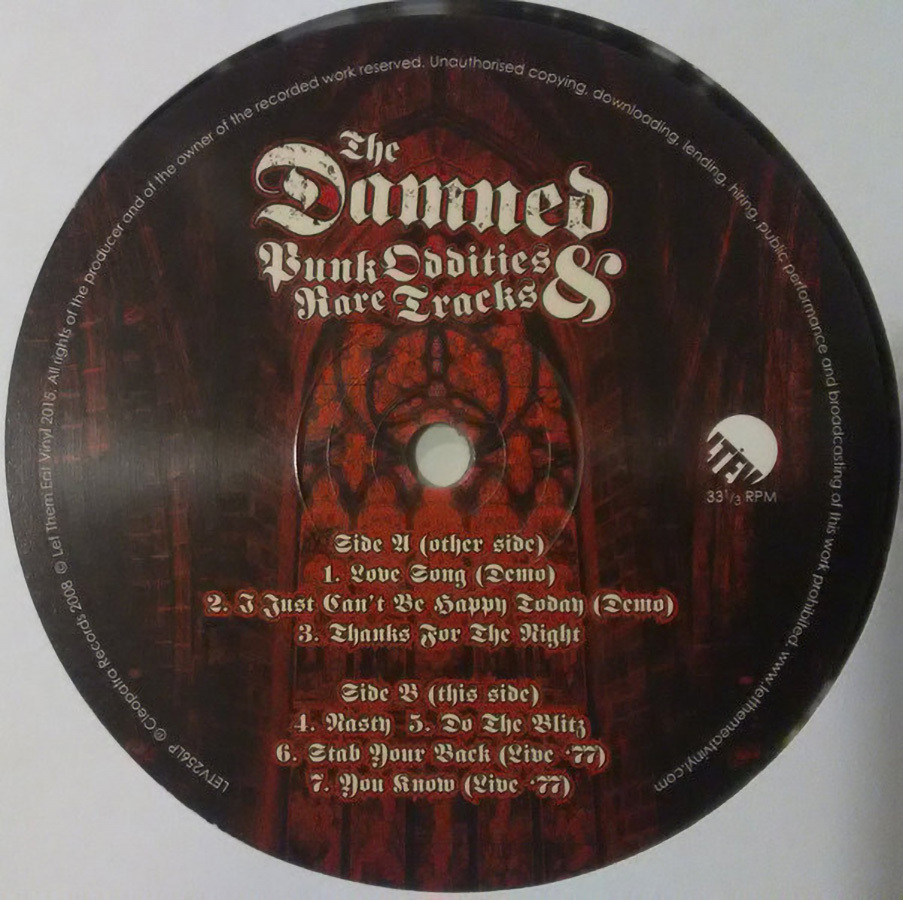 LETV256LP ℗ Cleopatra Records 2008 © Let Them Eat Vinyl 2015. All rights of the producer and of the owner of the recorded work reserved. Unauthorised copying, downloading, lending, hiring, public performance and broadcasting of this work prohibited. www.letthemeatvinyl.com
The
Damned
Punk Oddities &
Rare Tracks
LTEV
33 1/3 RPM
Side A (other side)
1. Love Song (Demo)
2. I Just Can't Be Happy Today (Demo)
3. Thanks For The Night
Side B (this side)
4. Nasty 5. Do The Blitz
6. Stab Your Back (Live '77)
7. You Know (Live '77)